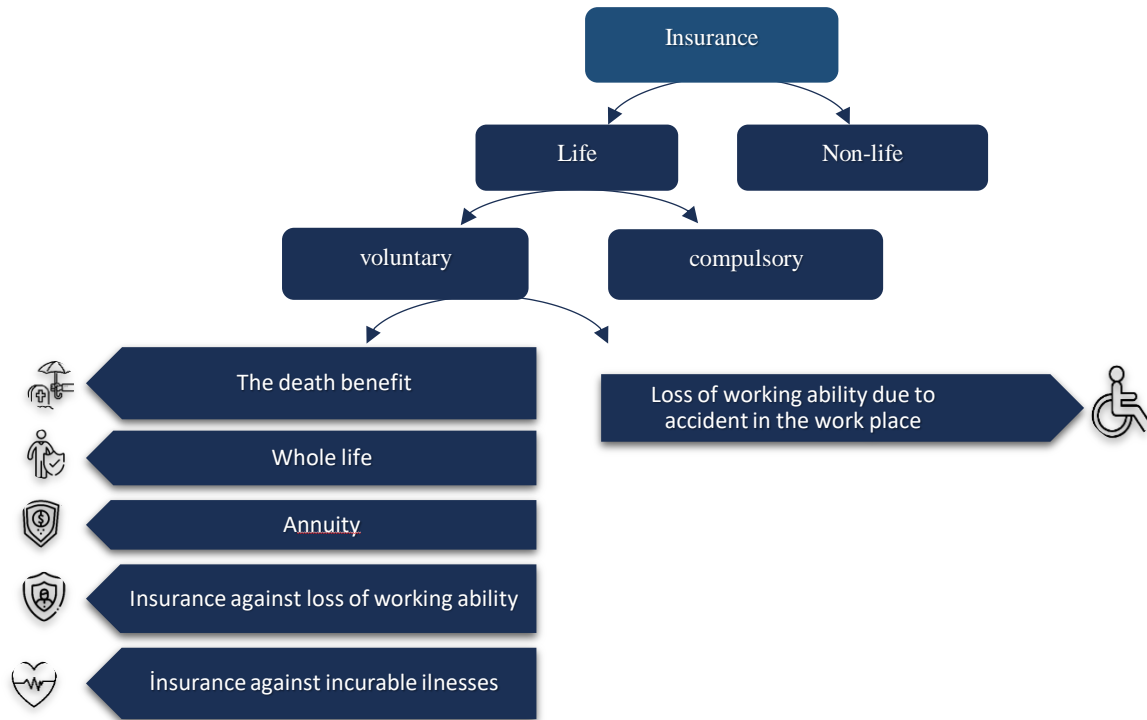 Insurance
Life
Non-life
voluntary
compulsory
The death benefit
Loss of working ability due to
accident in the work place
Whole life
Annuity
Insurance against loss of working ability
İnsurance against incurable ilnesses